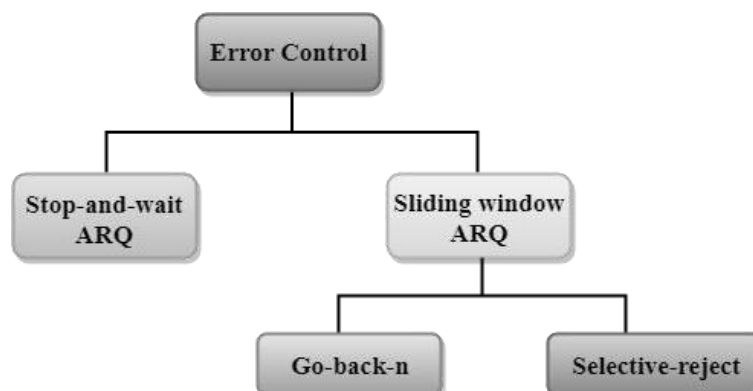 Error Control
Stop-and-wait
ARQ
Sliding window
ARQ
Go-back-n
Selective-reject